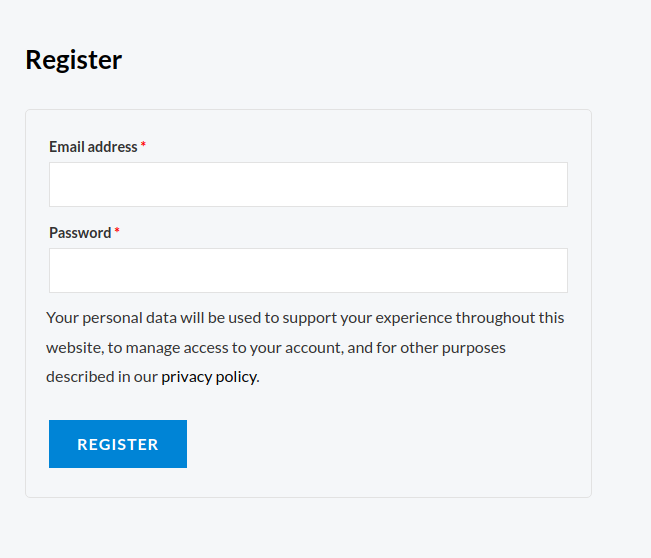 Register
Email address *
Password *
Your personal data will be used to support your experience throughout this
website, to manage access to your account, and for other purposes
described in our privacy policy.
REGISTER